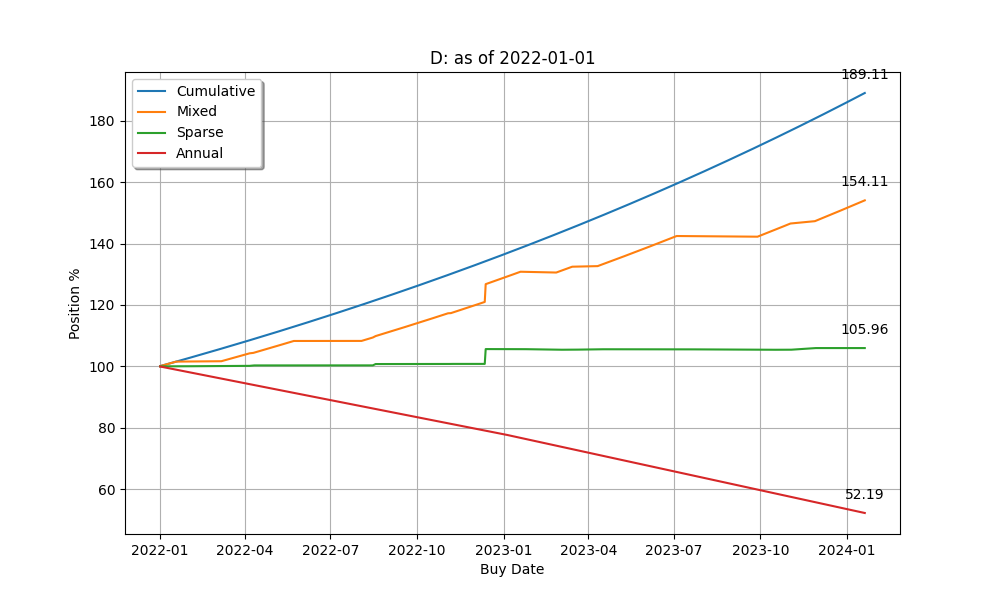 D: as of 2022-01-01
189.11
Cumulative
Mixed
Sparse
Annual
180
160
154.11
140
120
105.96
100
80
60
52.19
Position %
2022-01 2022-04 2022-07 2022-10 2023-01 2023-04 2023-07 2023-10 2024-01
Buy Date